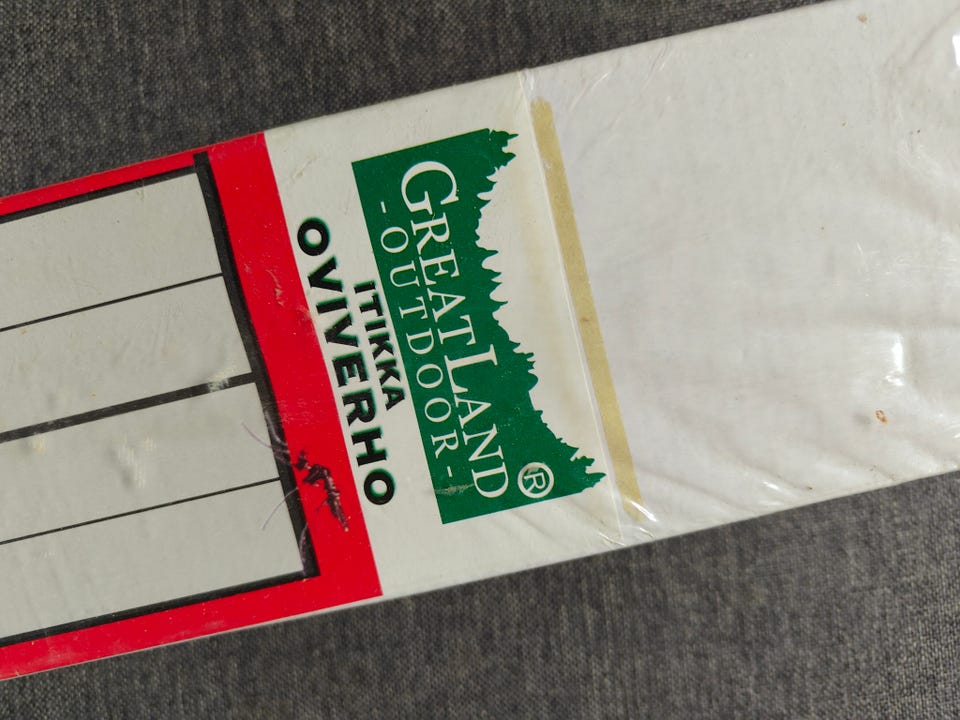 GREATLAND®
-OUTDOOR-
ITIKKA
OVIVERHO